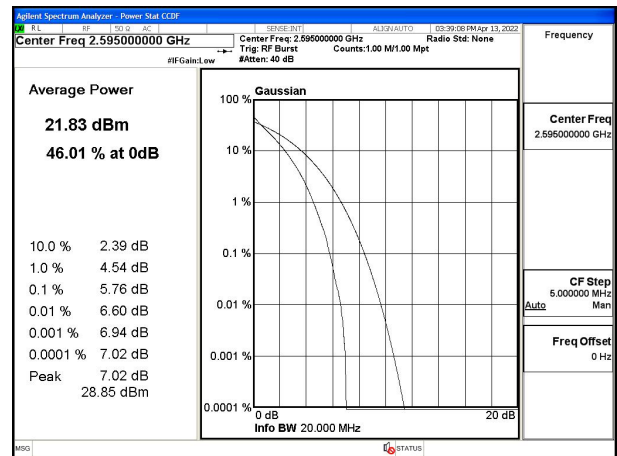 Agilent Spectrum Analyzer - Power Stat CCDF
RL RF 50 Ω AC SENSE:INT ALIGNAUTO 03:39:08 PM Apr 13, 2022
Center Freq 2.595000000 GHz
Center Freq: 2.595000000 GHz Radio Std: None
Trig: RF Burst Counts:1.00 M/1.00 Mpt
#IFGain:Low #Atten: 40 dB
Frequency
Average Power
21.83 dBm
46.01 % at 0dB
10.0 % 2.39 dB
1.0 % 4.54 dB
0.1 % 5.76 dB
0.01 % 6.60 dB
0.001 % 6.94 dB
0.0001 % 7.02 dB
Peak 7.02 dB
28.85 dBm
Gaussian
100 %
10 %
1 %
0.1 %
0.01 %
0.001 %
0.0001 %
0 dB 20 dB
Info BW 20.000 MHz
Center Freq
2.595000000 GHz
CF Step
5.000000 MHz
Auto Man
Freq Offset
0 Hz
MSG STATUS